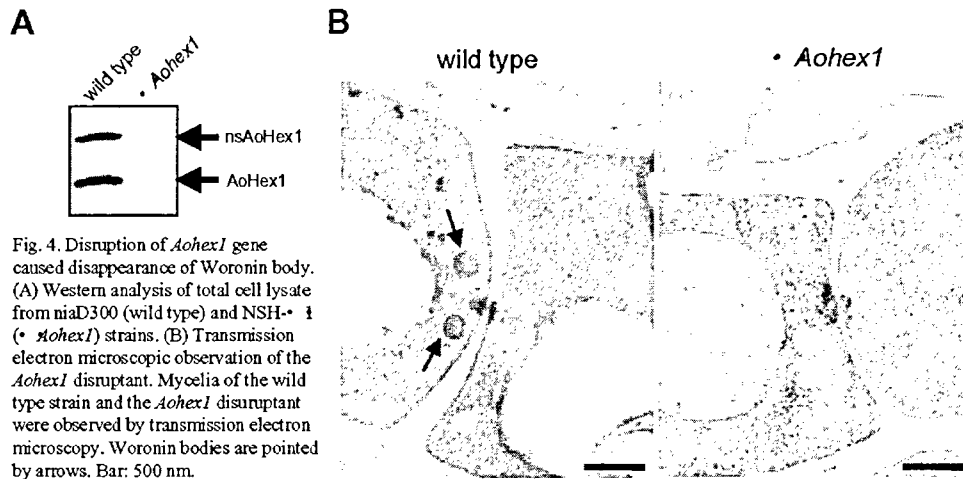 A
wild type
• Aohex1
nsAoHex1
AoHex1
Fig. 4. Disruption of Aohex1 gene
caused disappearance of Woronin body.
(A) Western analysis of total cell lysate
from niaD300 (wild type) and NSH-• 1
(• Aohex1) strains. (B) Transmission
electron microscopic observation of the
Aohex1 disruptant. Mycelia of the wild
type strain and the Aohex1 disuruptant
were observed by transmission electron
microscopy. Woronin bodies are pointed
by arrows. Bar: 500 nm.
B
wild type
• Aohex1